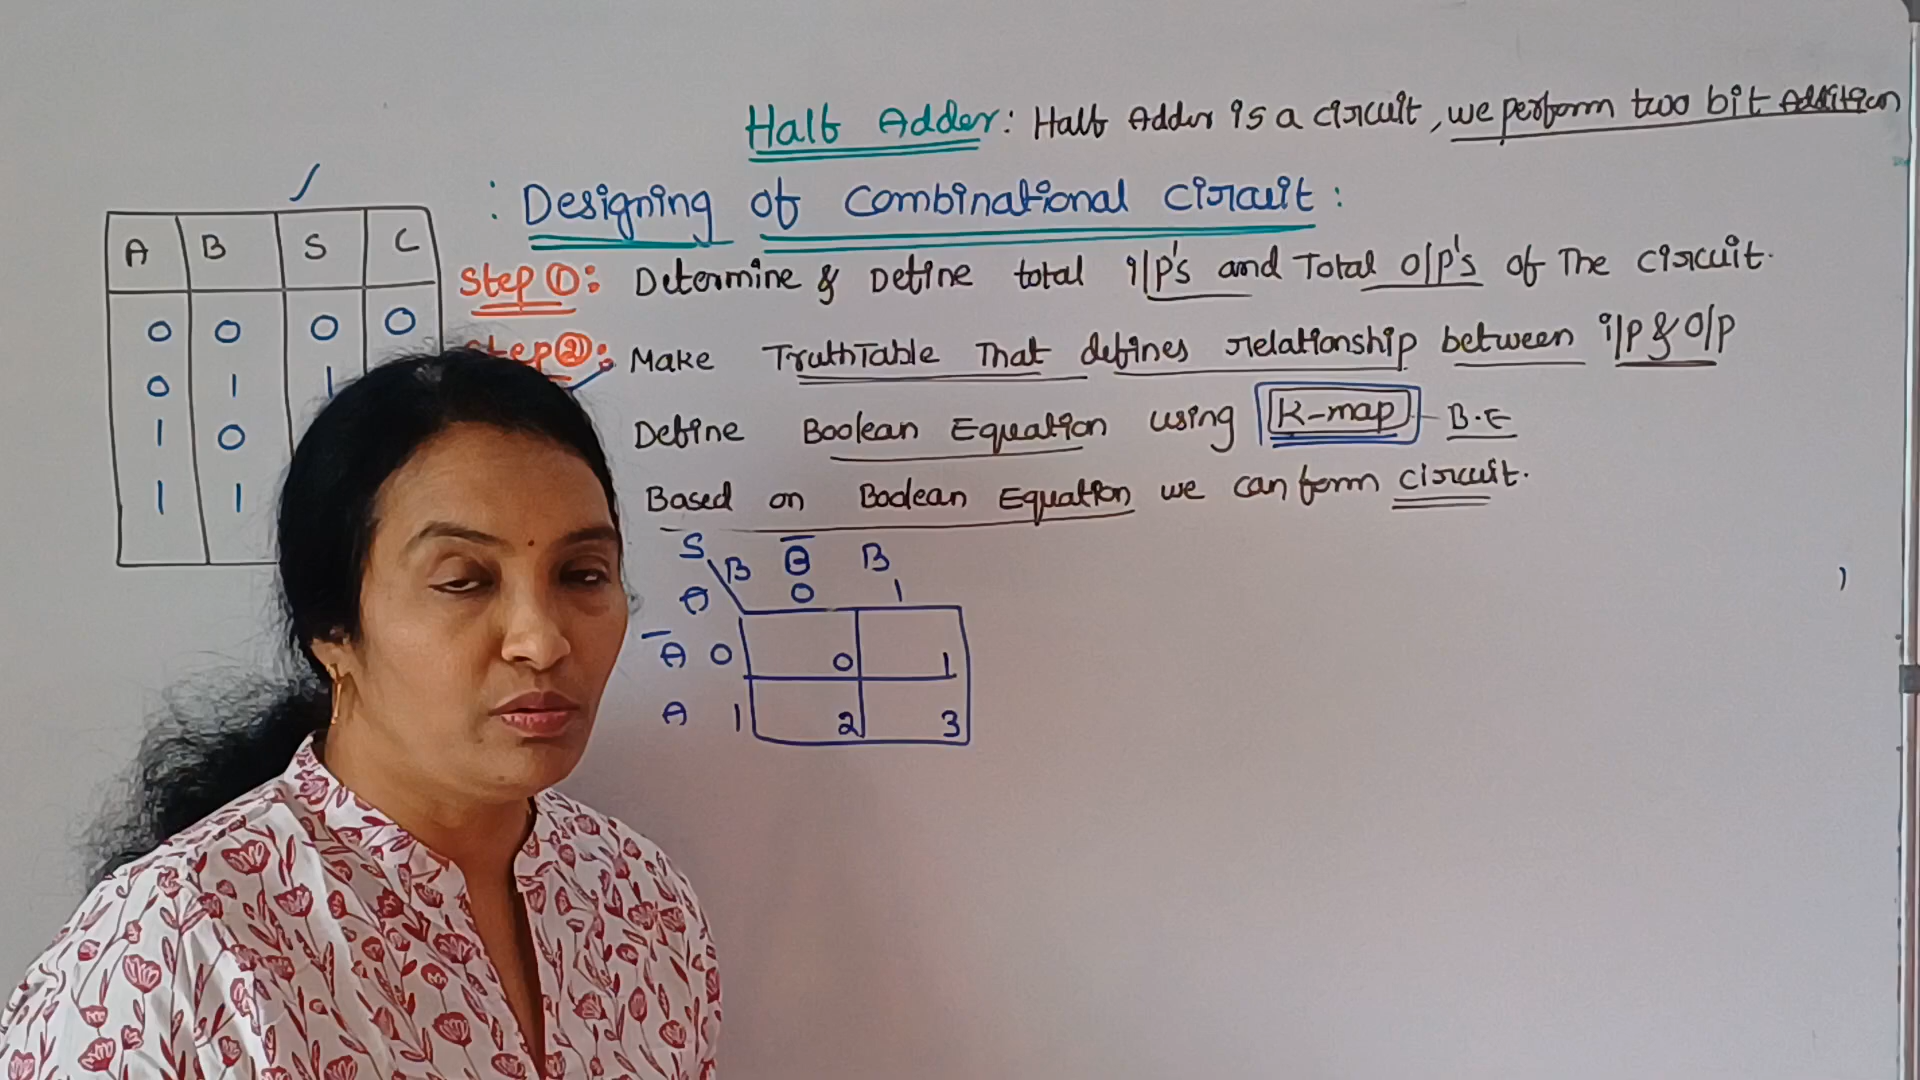 Half Adder: Half Adder is a circuit, we perform two bit Addition
: Designing of Combinational Circuit:
Step ①: Determine & Define total i/p's and Total o/p's of The circuit.
Step ②: Make TruthTable That defines relationship between i/p & o/p
Define Boolean Equation using K-map - B.E
Based on Boolean Equation we can form circuit.
A B S C
0 0 0 0
0 1 1
1 0
1 1
S B B̅ B
A 0 1
A̅ 0 0 1
A 1 2 3